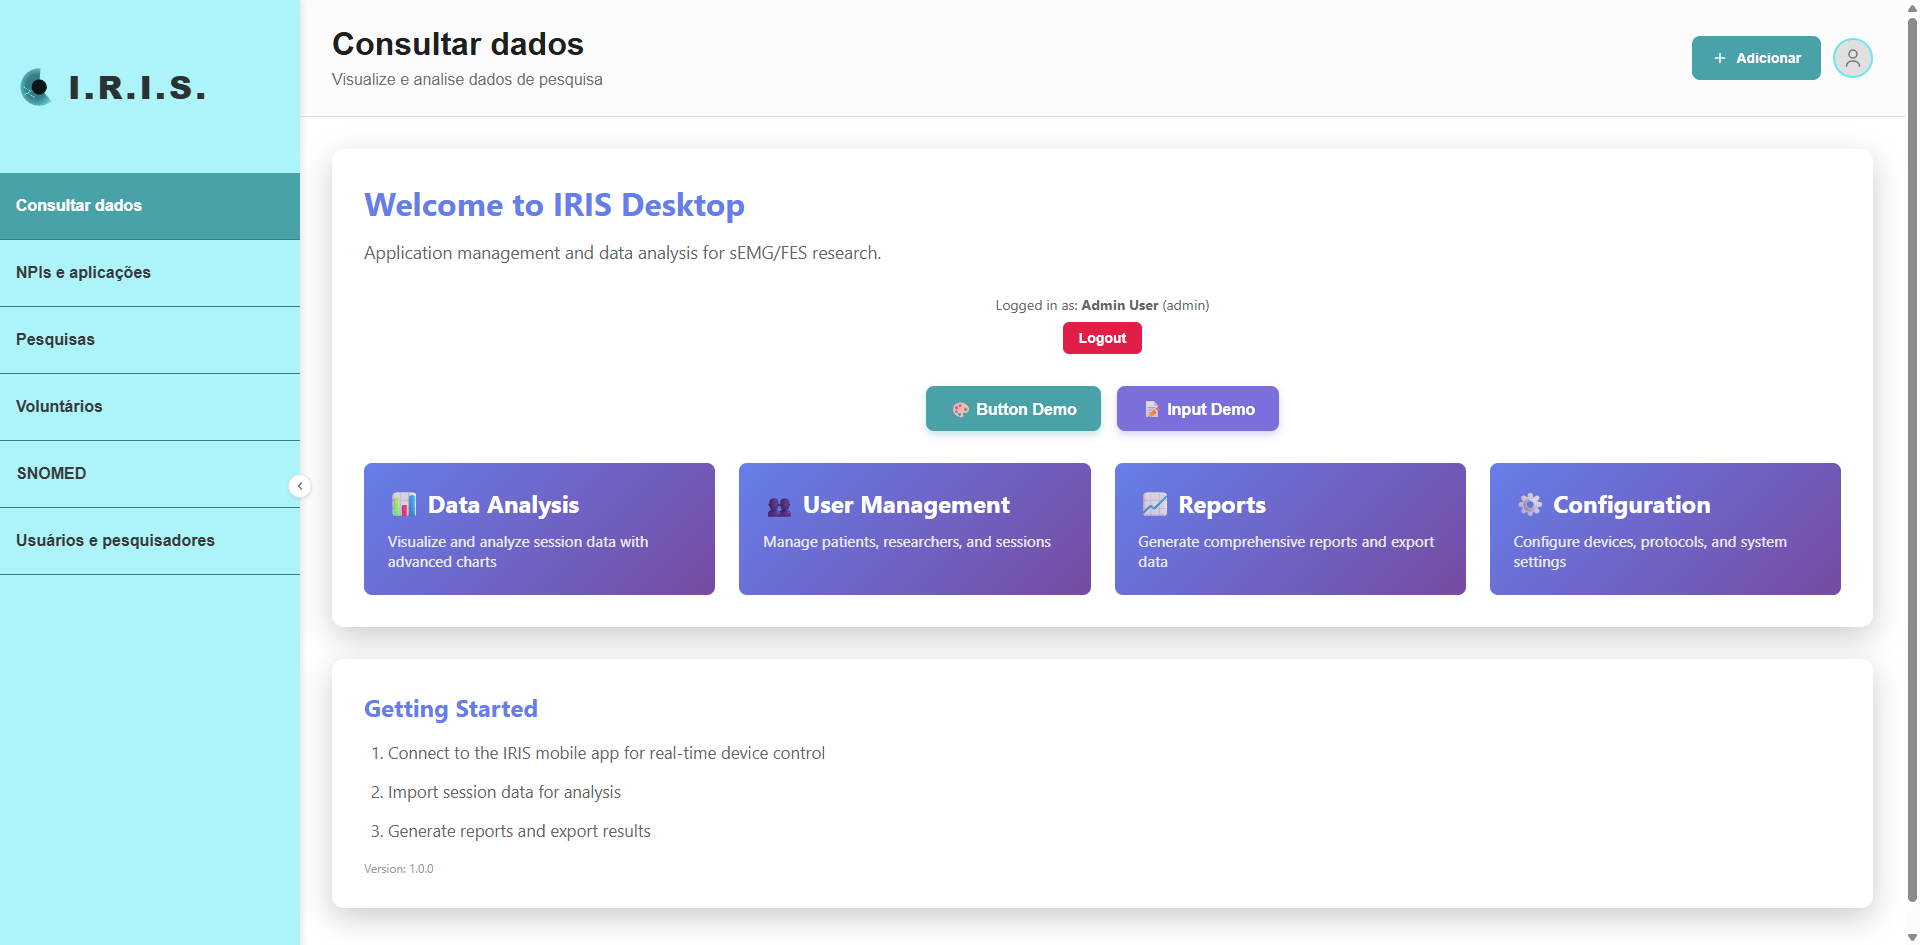 I.R.I.S.
Consultar dados
NPIs e aplicações
Pesquisas
Voluntários
SNOMED
Usuários e pesquisadores
Consultar dados
Visualize e analise dados de pesquisa
+ Adicionar
Welcome to IRIS Desktop
Application management and data analysis for sEMG/FES research.
Logged in as: Admin User (admin)
Logout
Button Demo
Input Demo
Data Analysis
Visualize and analyze session data with
advanced charts
User Management
Manage patients, researchers, and sessions
Reports
Generate comprehensive reports and export
data
Configuration
Configure devices, protocols, and system
settings
Getting Started
1. Connect to the IRIS mobile app for real-time device control
2. Import session data for analysis
3. Generate reports and export results
Version: 1.0.0